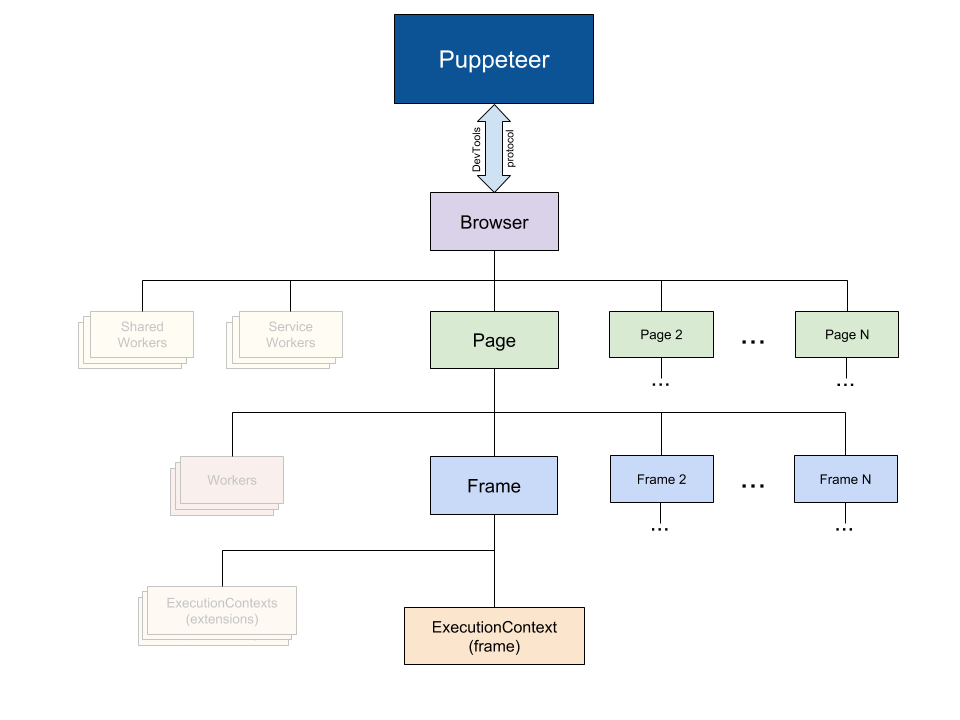 Puppeteer
DevTools
protocol
Browser
Shared
Workers
Service
Workers
Page
Page 2
...
Page N
...
...
Workers
Frame
Frame 2
...
Frame N
...
...
ExecutionContexts
(extensions)
ExecutionContext
(frame)